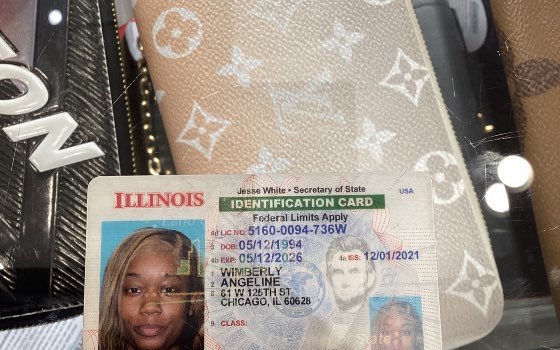 ON
Jesse White • Secretary of State
USA
ILLINOIS
IDENTIFICATION CARD
Federal Limits Apply
4d LIC NO: 5160-0094-736W
3 DOB: 05/12/1994
4b EXP: 05/12/2026 4a ISS: 12/01/2021
1 WIMBERLY
2 ANGELINE
8 61 W 125TH ST
CHICAGO, IL 60628
9 CLASS:
State